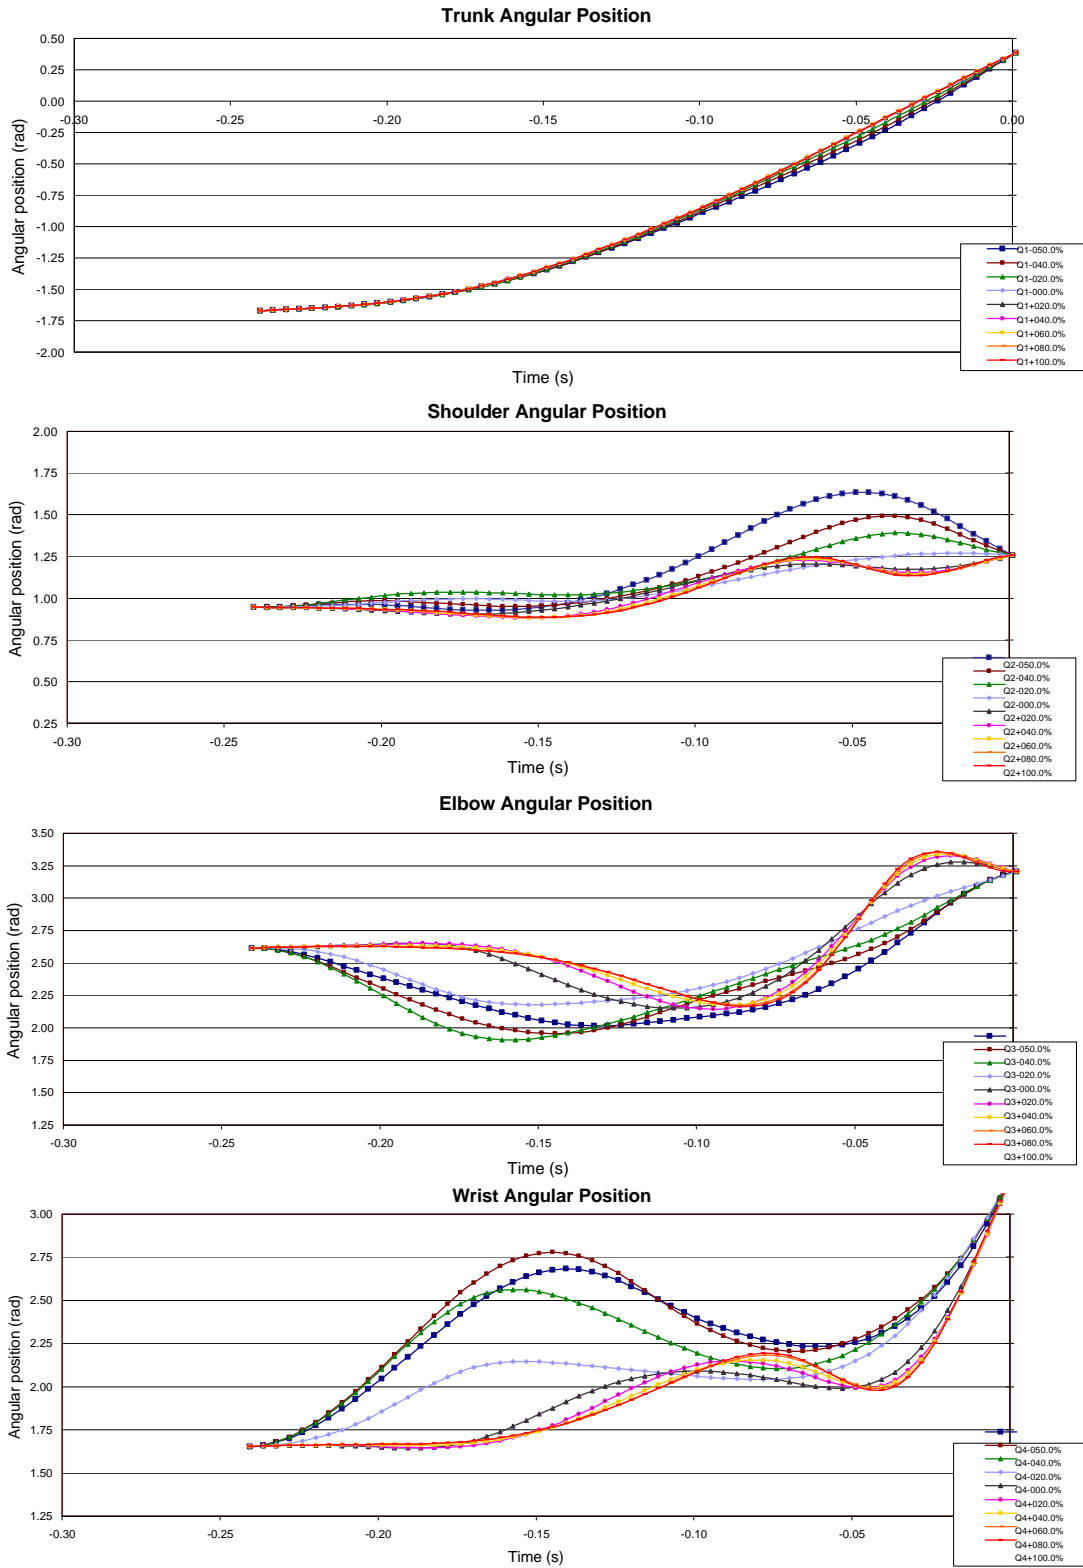 Trunk Angular Position
0.50
0.25
0.00
-0.30 -0.25 -0.20 -0.15 -0.10 -0.05 0.00
-0.25
-0.50
-0.75
-1.00
-1.25
-1.50
-1.75
-2.00
Angular position (rad)
Q1-050.0%
Q1-040.0%
Q1-020.0%
Q1-000.0%
Q1+020.0%
Q1+040.0%
Q1+060.0%
Q1+080.0%
Q1+100.0%
Time (s)
Shoulder Angular Position
2.00
1.75
1.50
1.25
1.00
0.75
0.50
0.25
Angular position (rad)
-0.30 -0.25 -0.20 -0.15 -0.10 -0.05
Q2-050.0%
Q2-040.0%
Q2-020.0%
Q2-000.0%
Q2+020.0%
Q2+040.0%
Q2+060.0%
Q2+080.0%
Q2+100.0%
Time (s)
Elbow Angular Position
3.50
3.25
3.00
2.75
2.50
2.25
2.00
1.75
1.50
1.25
Angular position (rad)
-0.30 -0.25 -0.20 -0.15 -0.10 -0.05
Q3-050.0%
Q3-040.0%
Q3-020.0%
Q3-000.0%
Q3+020.0%
Q3+040.0%
Q3+060.0%
Q3+080.0%
Q3+100.0%
Time (s)
Wrist Angular Position
3.00
2.75
2.50
2.25
2.00
1.75
1.50
1.25
Angular position (rad)
-0.30 -0.25 -0.20 -0.15 -0.10 -0.05
Q4-050.0%
Q4-040.0%
Q4-020.0%
Q4-000.0%
Q4+020.0%
Q4+040.0%
Q4+060.0%
Q4+080.0%
Q4+100.0%
Time (s)